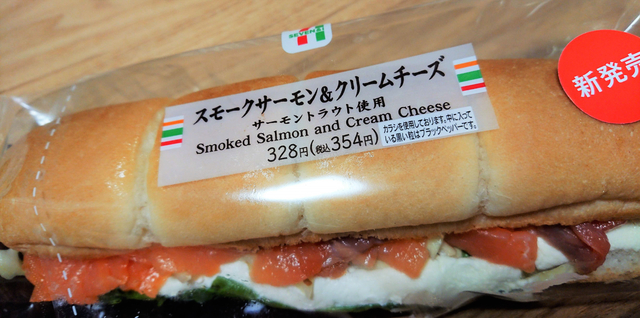 スモークサーモン&クリームチーズ
サーモントラウト使用
Smoked Salmon and Cream Cheese
328円(税込354円)
カラシを使用しております。中に入って
いる黒い粒はブラックペッパーです。
新発売